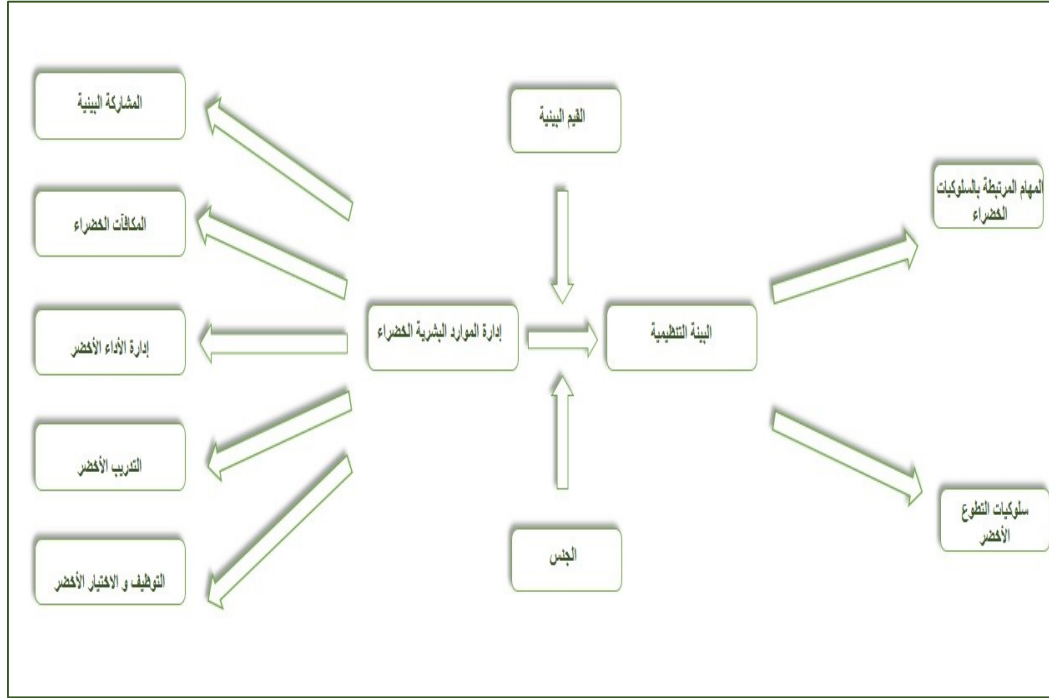 المشاركة البيئية
المكافآت الخضراء
إدارة الأداء الأخضر
التدريب الأخضر
التوظيف و الاختيار الأخضر
القيم البيئية
إدارة الموارد البشرية الخضراء
البيئة التنظيمية
الجنس
المهام المرتبطة بالسلوكيات
الخضراء
سلوكيات التطوع
الأخضر